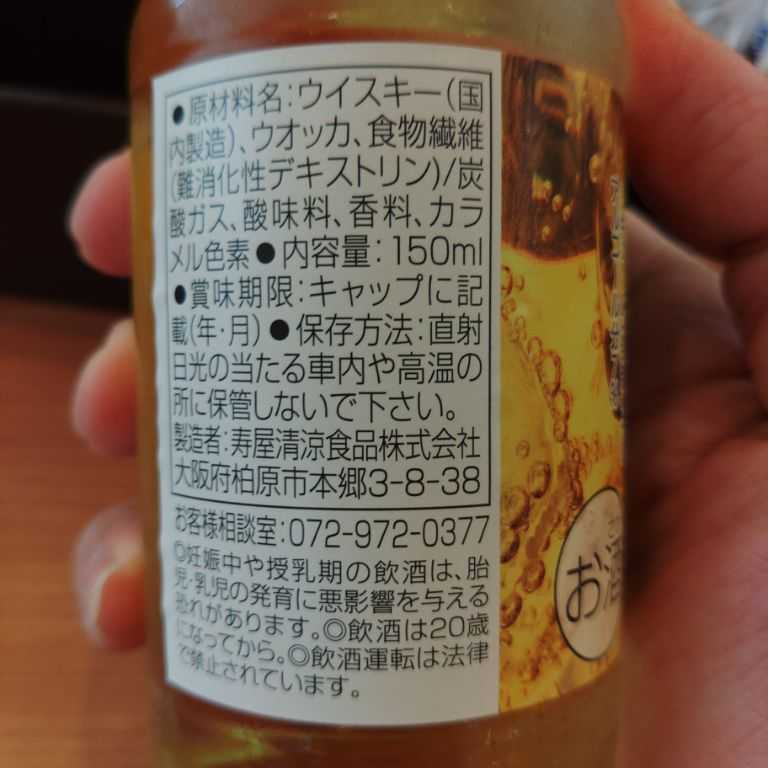 ●原材料名:ウイスキー(国
内製造)、ウオッカ、食物繊維
(難消化性デキストリン)/炭
酸ガス、酸味料、香料、カラ
メル色素●内容量:150ml
●賞味期限:キャップに記
載(年・月)●保存方法:直射
日光の当たる車内や高温の
所に保管しないで下さい。
製造者:寿屋清涼食品株式会社
大阪府柏原市本郷3-8-38
お客様相談室:072-972-0377
◎妊娠中や授乳期の飲酒は、胎
児・乳児の発育に悪影響を与える
恐れがあります。◎飲酒は20歳
になってから。◎飲酒運転は法律
で禁止されています。
お酒